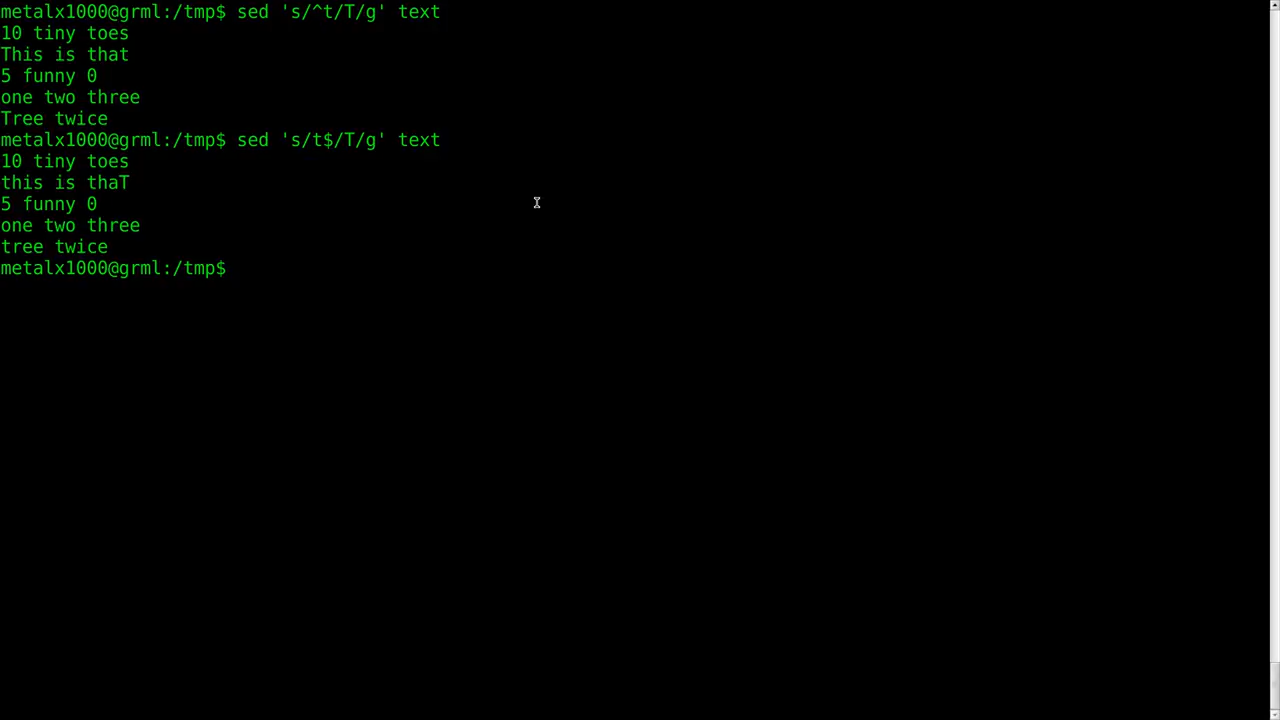 metalx1000@grml:/tmp$ sed 's/^t/T/g' text
10 tiny toes
This is that
5 funny 0
one two three
Tree twice
metalx1000@grml:/tmp$ sed 's/t$/T/g' text
10 tiny toes
this is thaT
5 funny 0
one two three
tree twice
metalx1000@grml:/tmp$